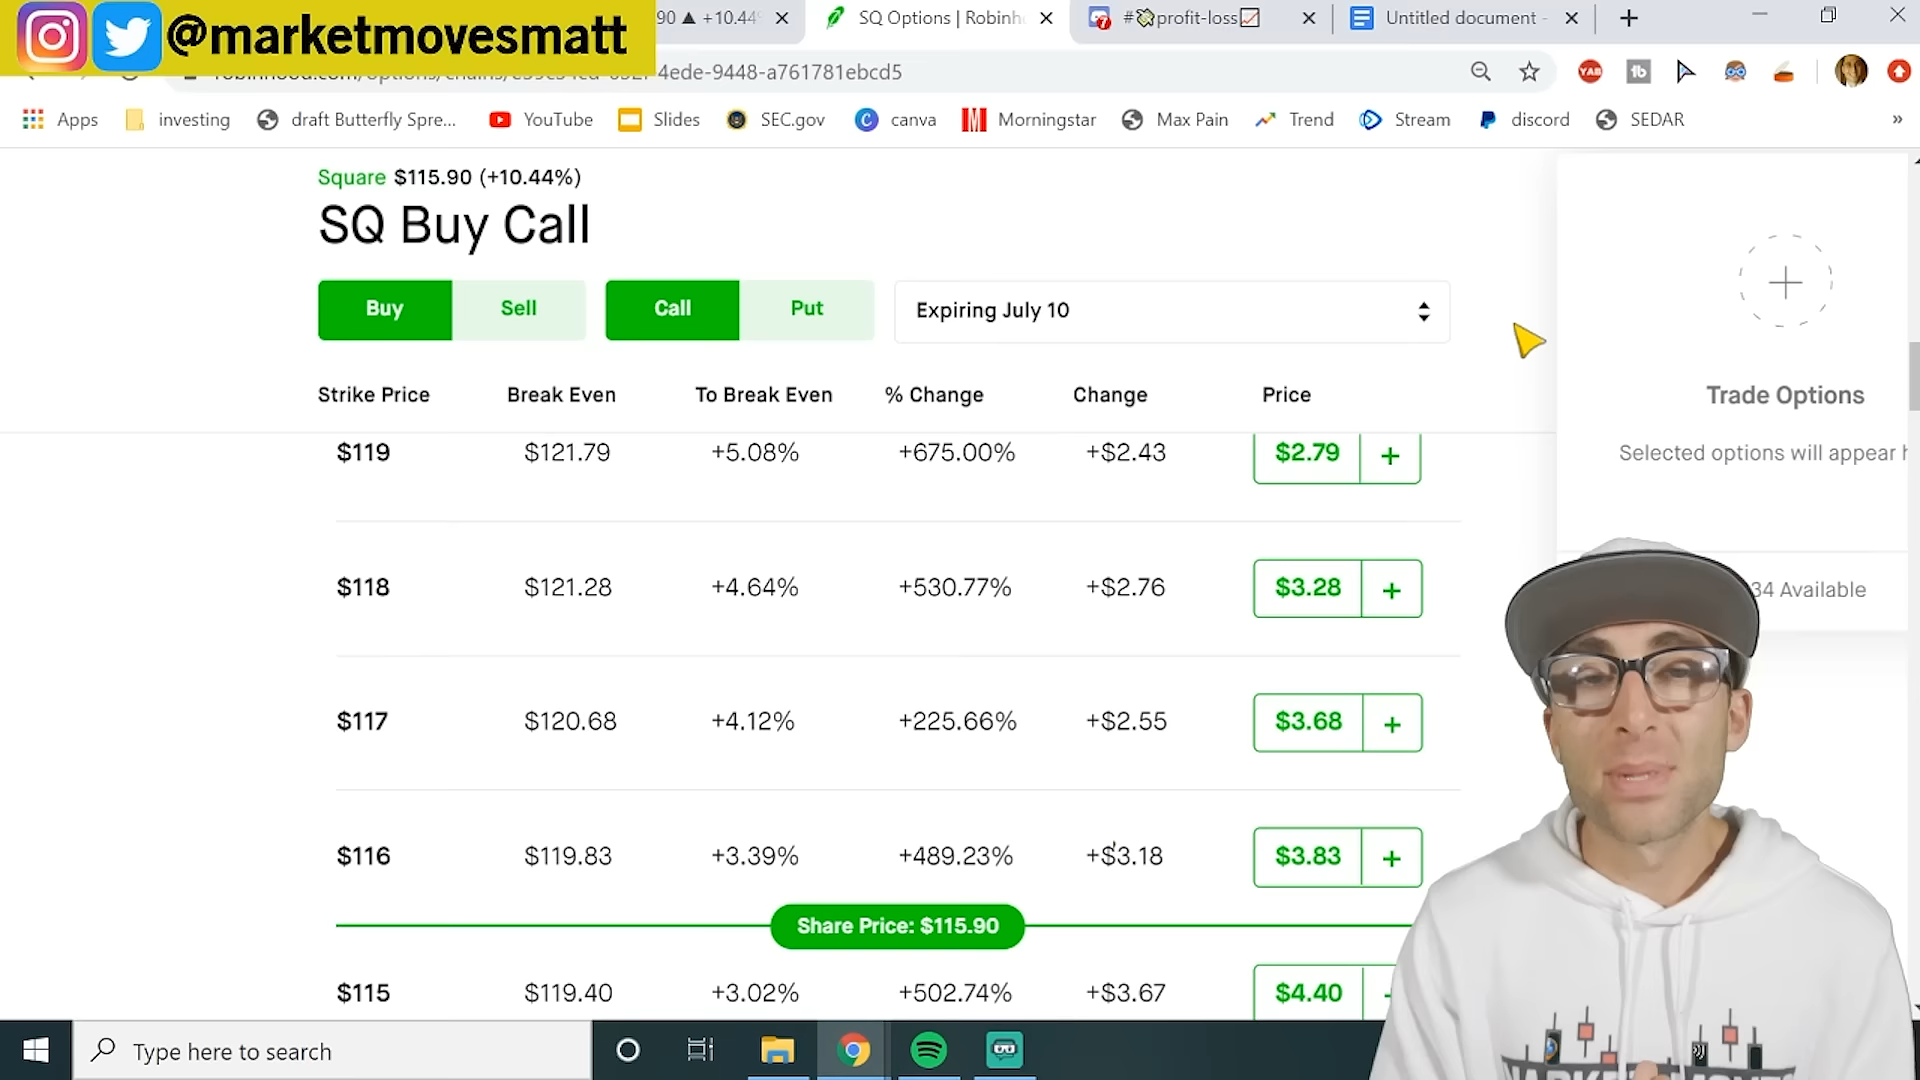 @marketmovesmatt
90 ▲ +10.44
SQ Options | Robinh
# profit-loss
Untitled document -
4ede-9448-a761781ebcd5
Apps
investing
draft Butterfly Spre...
YouTube
Slides
SEC.gov
canva
Morningstar
Max Pain
Trend
Stream
discord
SEDAR
»
Square $115.90 (+10.44%)
SQ Buy Call
Buy
Sell
Call
Put
Expiring July 10
Strike Price Break Even To Break Even % Change Change Price
$119 $121.79 +5.08% +675.00% +$2.43 $2.79 +
$118 $121.28 +4.64% +530.77% +$2.76 $3.28 +
$117 $120.68 +4.12% +225.66% +$2.55 $3.68 +
$116 $119.83 +3.39% +489.23% +$3.18 $3.83 +
Share Price: $115.90
$115 $119.40 +3.02% +502.74% +$3.67 $4.40
Trade Options
Selected options will appear h
34 Available
Type here to search